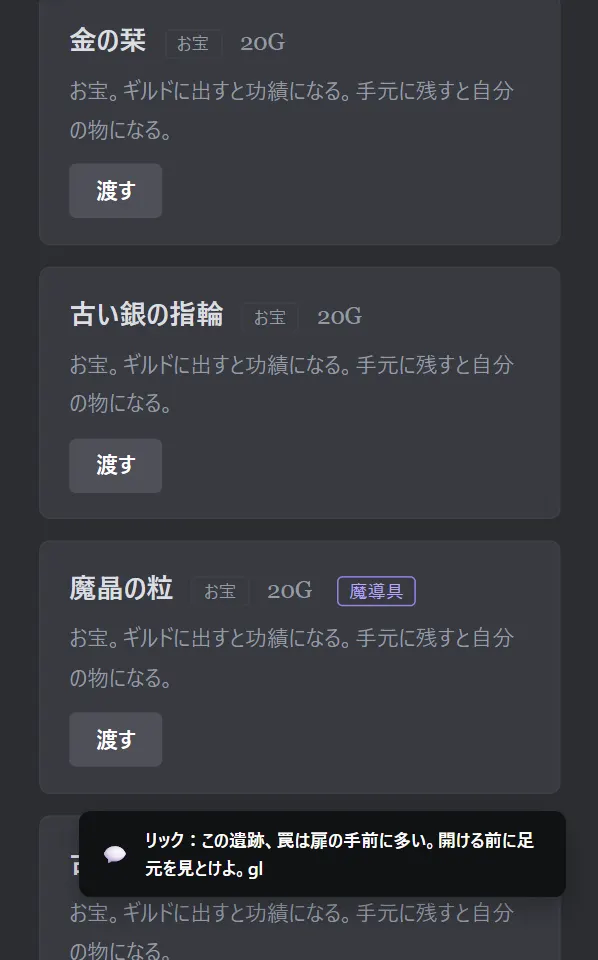 金の栞 お宝 20G
お宝。ギルドに出すと功績になる。手元に残すと自分
の物になる。
渡す
古い銀の指輪 お宝 20G
お宝。ギルドに出すと功績になる。手元に残すと自分
の物になる。
渡す
魔晶の粒 お宝 20G 魔導具
お宝。ギルドに出すと功績になる。手元に残すと自分
の物になる。
渡す
リック：この遺跡、罠は扉の手前に多い。開ける前に足
元を見とけよ。gl
お宝。ギルドに出すと功績になる。手元に残すと自分
の物になる。